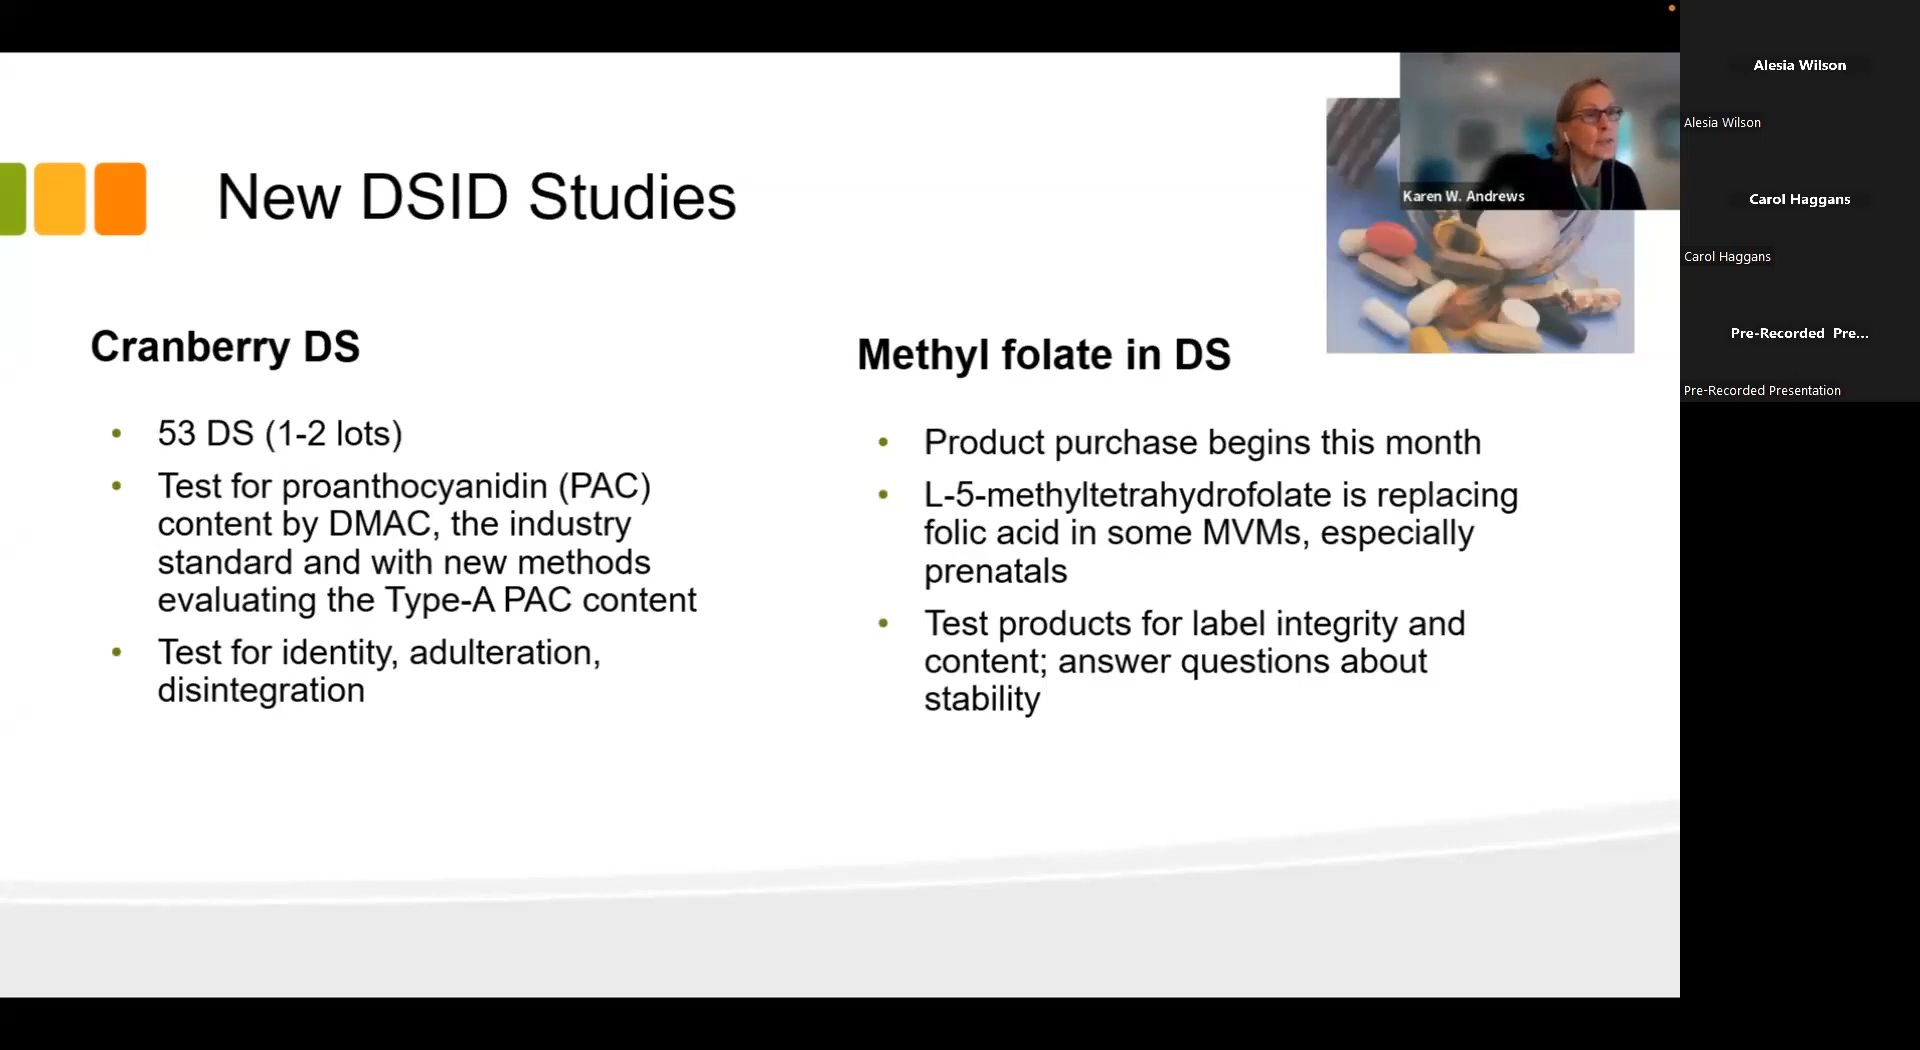 New DSID Studies
Karen W. Andrews
Cranberry DS
• 53 DS (1-2 lots)
• Test for proanthocyanidin (PAC)
content by DMAC, the industry
standard and with new methods
evaluating the Type-A PAC content
• Test for identity, adulteration,
disintegration
Methyl folate in DS
• Product purchase begins this month
• L-5-methyltetrahydrofolate is replacing
folic acid in some MVMs, especially
prenatals
• Test products for label integrity and
content; answer questions about
stability
Alesia Wilson
Alesia Wilson
Carol Haggans
Carol Haggans
Pre-Recorded Pre...
Pre-Recorded Presentation